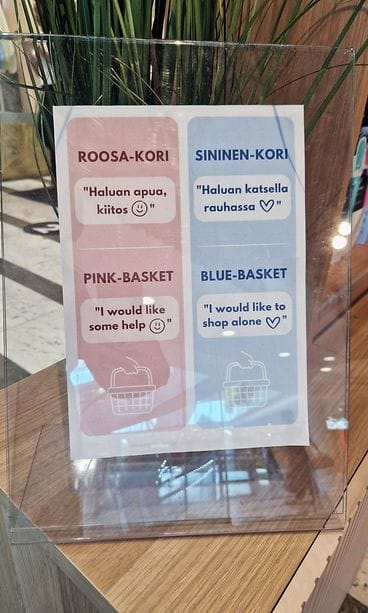 ROOSA-KORI
"Haluan apua,
kiitos ☺"
PINK-BASKET
"I would like
some help ☺"
SININEN-KORI
"Haluan katsella
rauhassa ♡"
BLUE-BASKET
"I would like to
shop alone ♡"